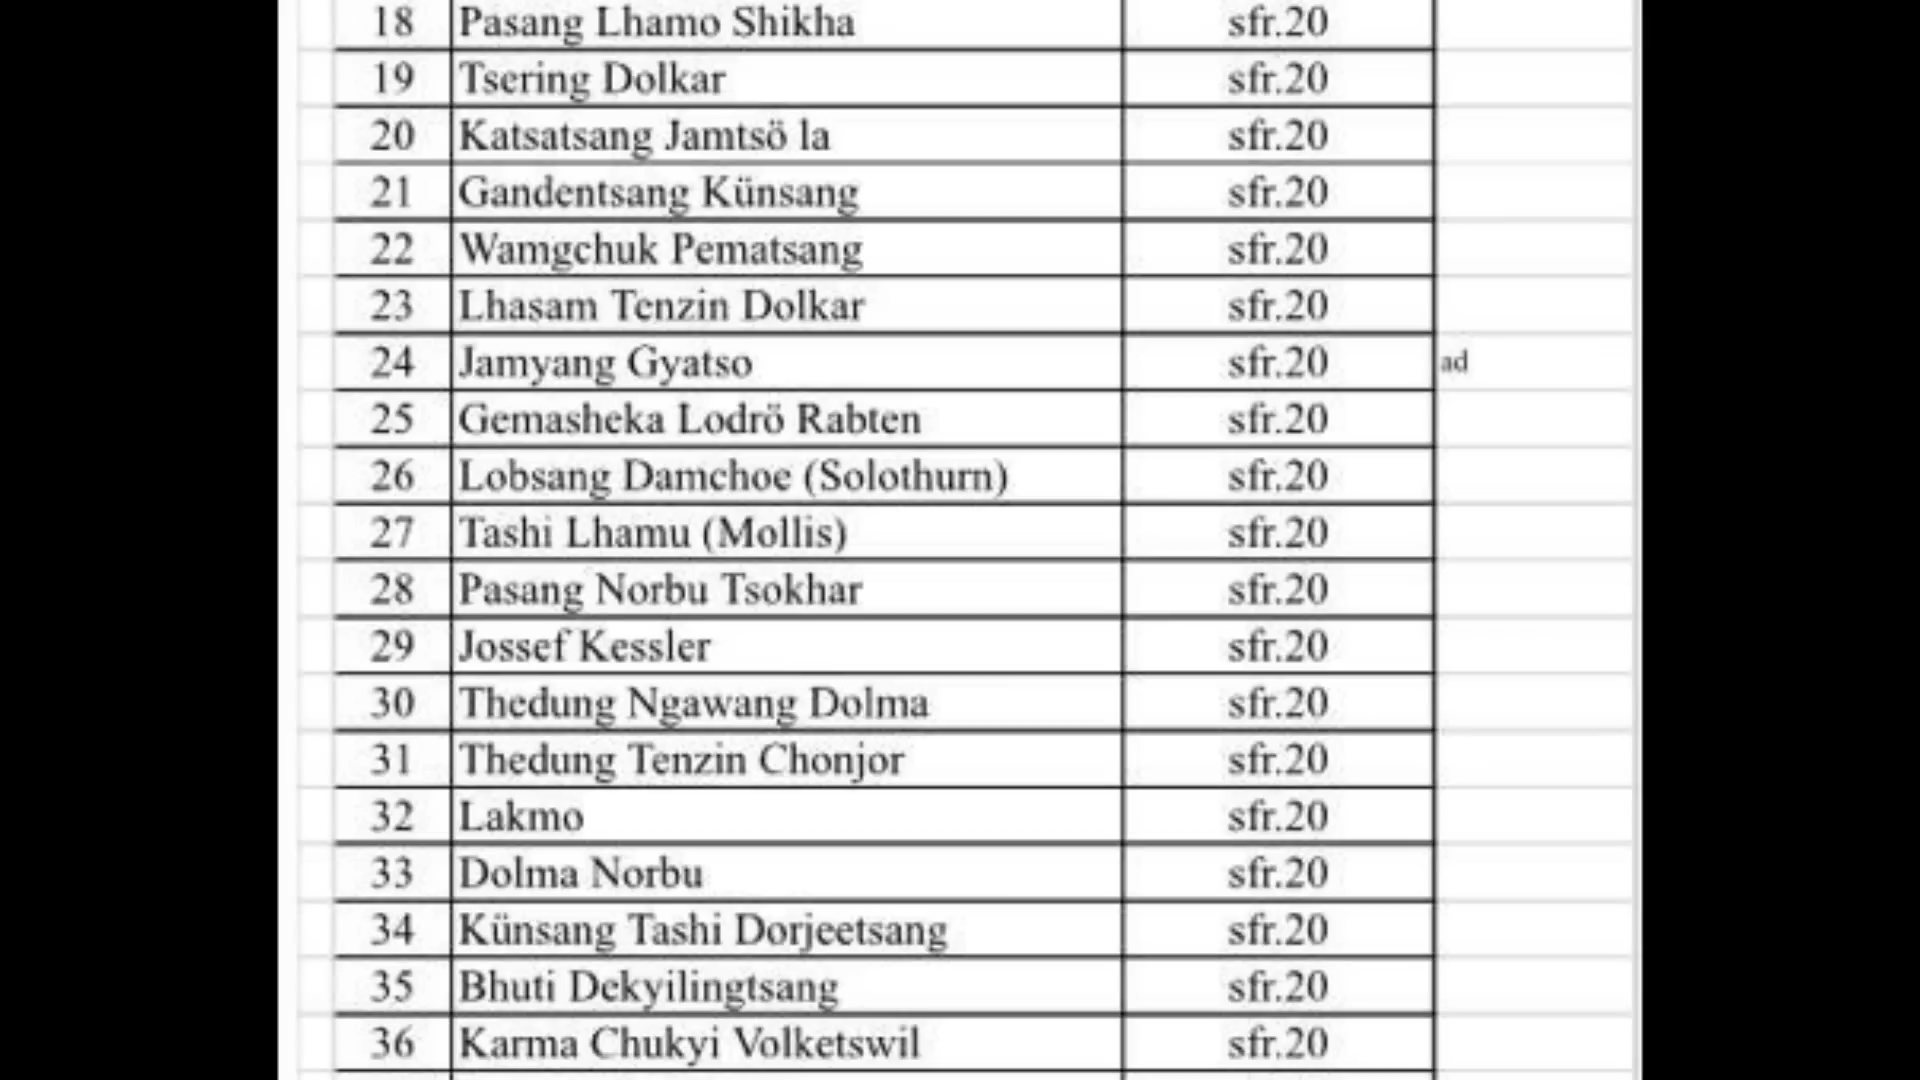 18 Pasang Lhamo Shikha sfr.20
19 Tsering Dolkar sfr.20
20 Katsatsang Jamtsö la sfr.20
21 Gandentsang Künsang sfr.20
22 Wamgchuk Pematsang sfr.20
23 Lhasam Tenzin Dolkar sfr.20
24 Jamyang Gyatso sfr.20 ad
25 Gemasheka Lodrö Rabten sfr.20
26 Lobsang Damchoe (Solothurn) sfr.20
27 Tashi Lhamu (Mollis) sfr.20
28 Pasang Norbu Tsokhar sfr.20
29 Jossef Kessler sfr.20
30 Thedung Ngawang Dolma sfr.20
31 Thedung Tenzin Chonjor sfr.20
32 Lakmo sfr.20
33 Dolma Norbu sfr.20
34 Künsang Tashi Dorjeetsang sfr.20
35 Bhuti Dekyilingtsang sfr.20
36 Karma Chukyi Volketswil sfr.20